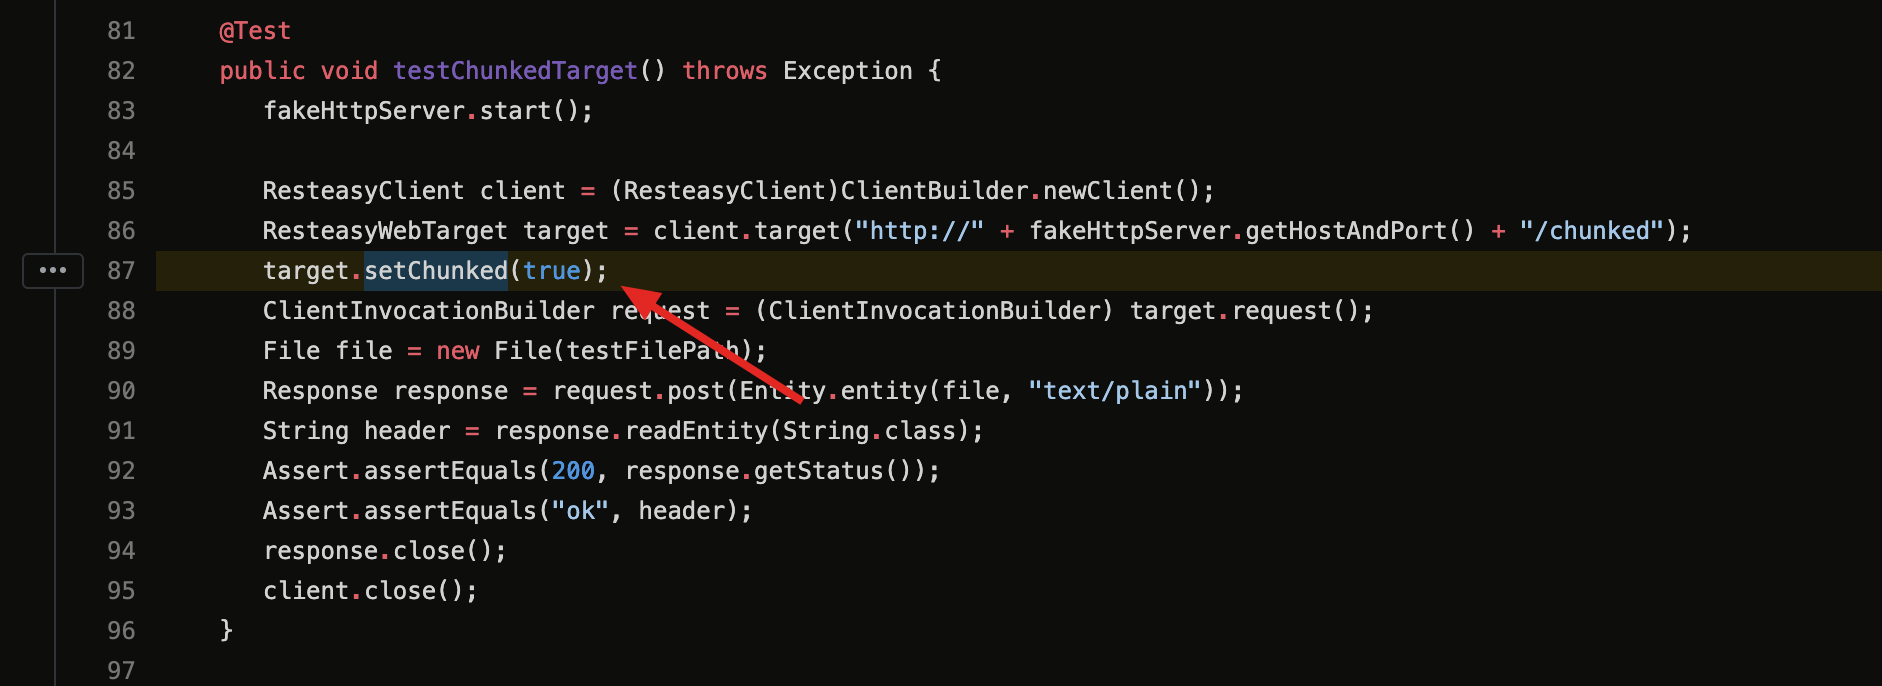 81 @Test
82 public void testChunkedTarget() throws Exception {
83 fakeHttpServer.start();
84
85 ResteasyClient client = (ResteasyClient)ClientBuilder.newClient();
86 ResteasyWebTarget target = client.target("http://" + fakeHttpServer.getHostAndPort() + "/chunked");
87 target.setChunked(true);
88 ClientInvocationBuilder request = (ClientInvocationBuilder) target.request();
89 File file = new File(testFilePath);
90 Response response = request.post(Entity.entity(file, "text/plain"));
91 String header = response.readEntity(String.class);
92 Assert.assertEquals(200, response.getStatus());
93 Assert.assertEquals("ok", header);
94 response.close();
95 client.close();
96 }
97